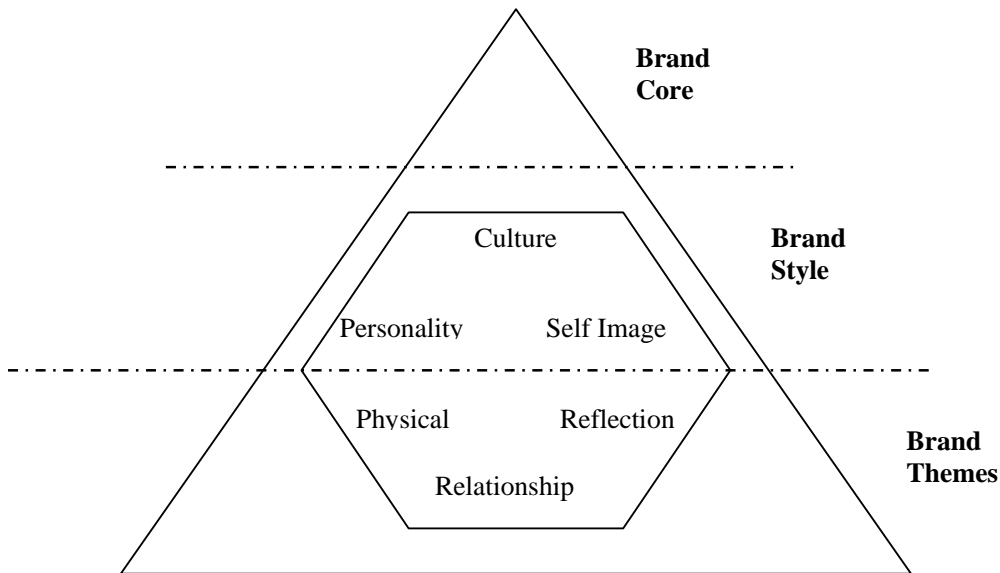 Brand
Core
Culture
Brand
Style
Personality Self Image
Physical Reflection
Brand
Themes
Relationship